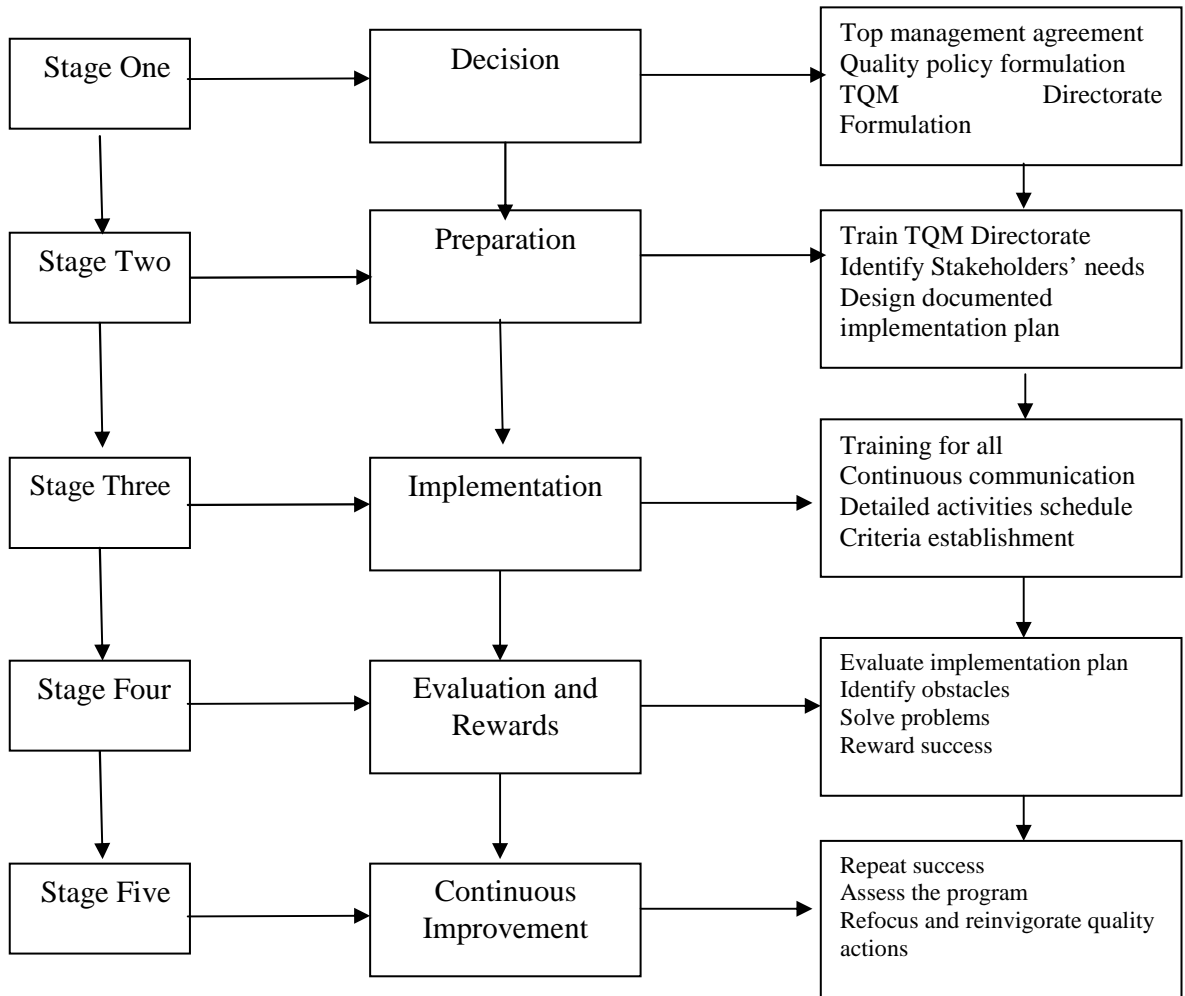 Stage One
Decision
Top management agreement
Quality policy formulation
TQM Directorate
Formulation
Stage Two
Preparation
Train TQM Directorate
Identify Stakeholders’ needs
Design documented
implementation plan
Stage Three
Implementation
Training for all
Continuous communication
Detailed activities schedule
Criteria establishment
Stage Four
Evaluation and
Rewards
Evaluate implementation plan
Identify obstacles
Solve problems
Reward success
Stage Five
Continuous
Improvement
Repeat success
Assess the program
Refocus and reinvigorate quality
actions